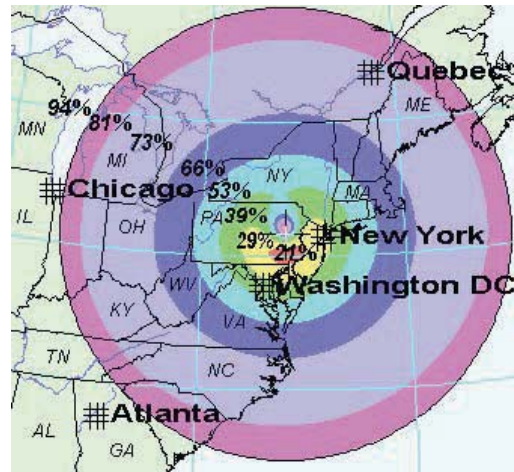 Quebec
ME
94%
81%
MN
73%
MI
66%
NY
53%
MA
Chicago
IL
OH
PA
39%
New York
29%
21%
WV
Washington DC
KY
VA
TN
NC
Atlanta
AL
GA